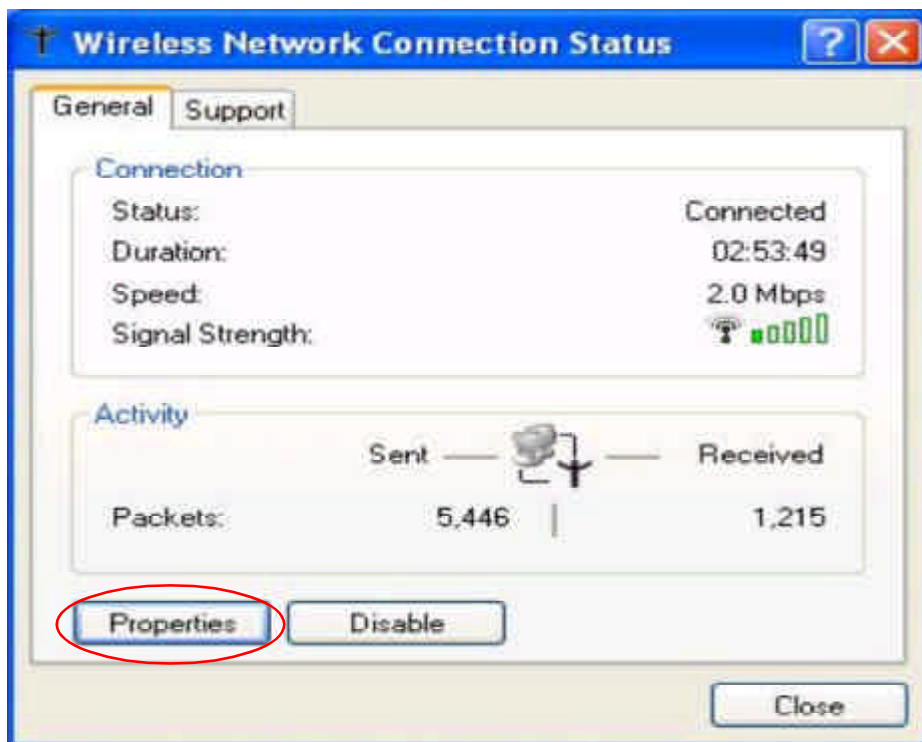 Wireless Network Connection Status
General Support
Connection
Status: Connected
Duration: 02:53:49
Speed: 2.0 Mbps
Signal Strength:
Activity
Sent Received
Packets: 5,446 1,215
Properties Disable
Close